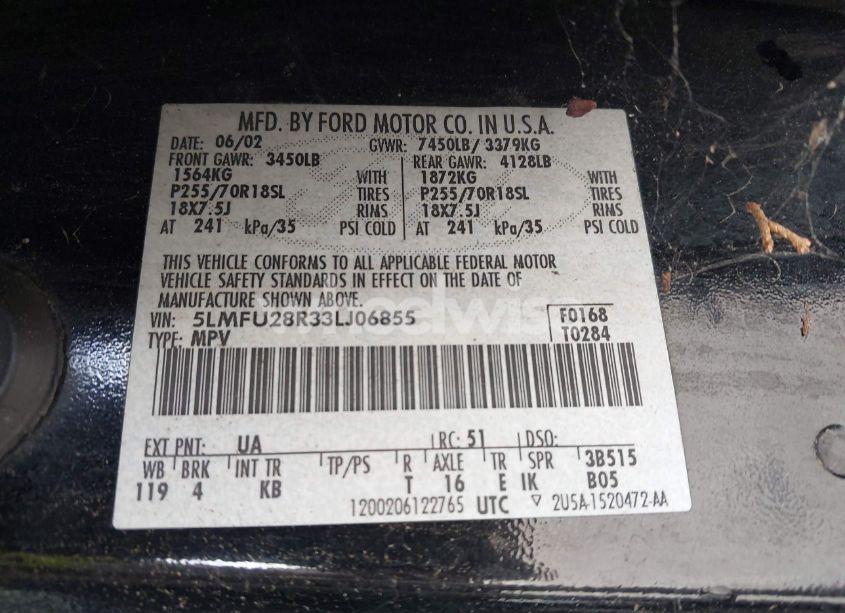 MFD. BY FORD MOTOR CO. IN U.S.A.
DATE: 06/02 GVWR: 7450LB/ 3379KG
FRONT GAWR: 3450LB REAR GAWR: 4128LB
1564KG WITH 1872KG WITH
P255/70R18SL TIRES P255/70R18SL TIRES
18X7.5J RIMS 18X7.5J RIMS
AT 241 kPa/35 PSI COLD AT 241 kPa/35 PSI COLD
THIS VEHICLE CONFORMS TO ALL APPLICABLE FEDERAL MOTOR
VEHICLE SAFETY STANDARDS IN EFFECT ON THE DATE OF
MANUFACTURE SHOWN ABOVE.
VIN: 5LMFU28R33LJ06855 F0168
TYPE: MPV T0284
EXT PNT: UA RC: 51 DSO:
WB BRK INT TR TP/PS R AXLE TR SPR 3B515
119 4 KB T 16 E IK B05
1200206122765 UTC 2U5A-1520472-AA